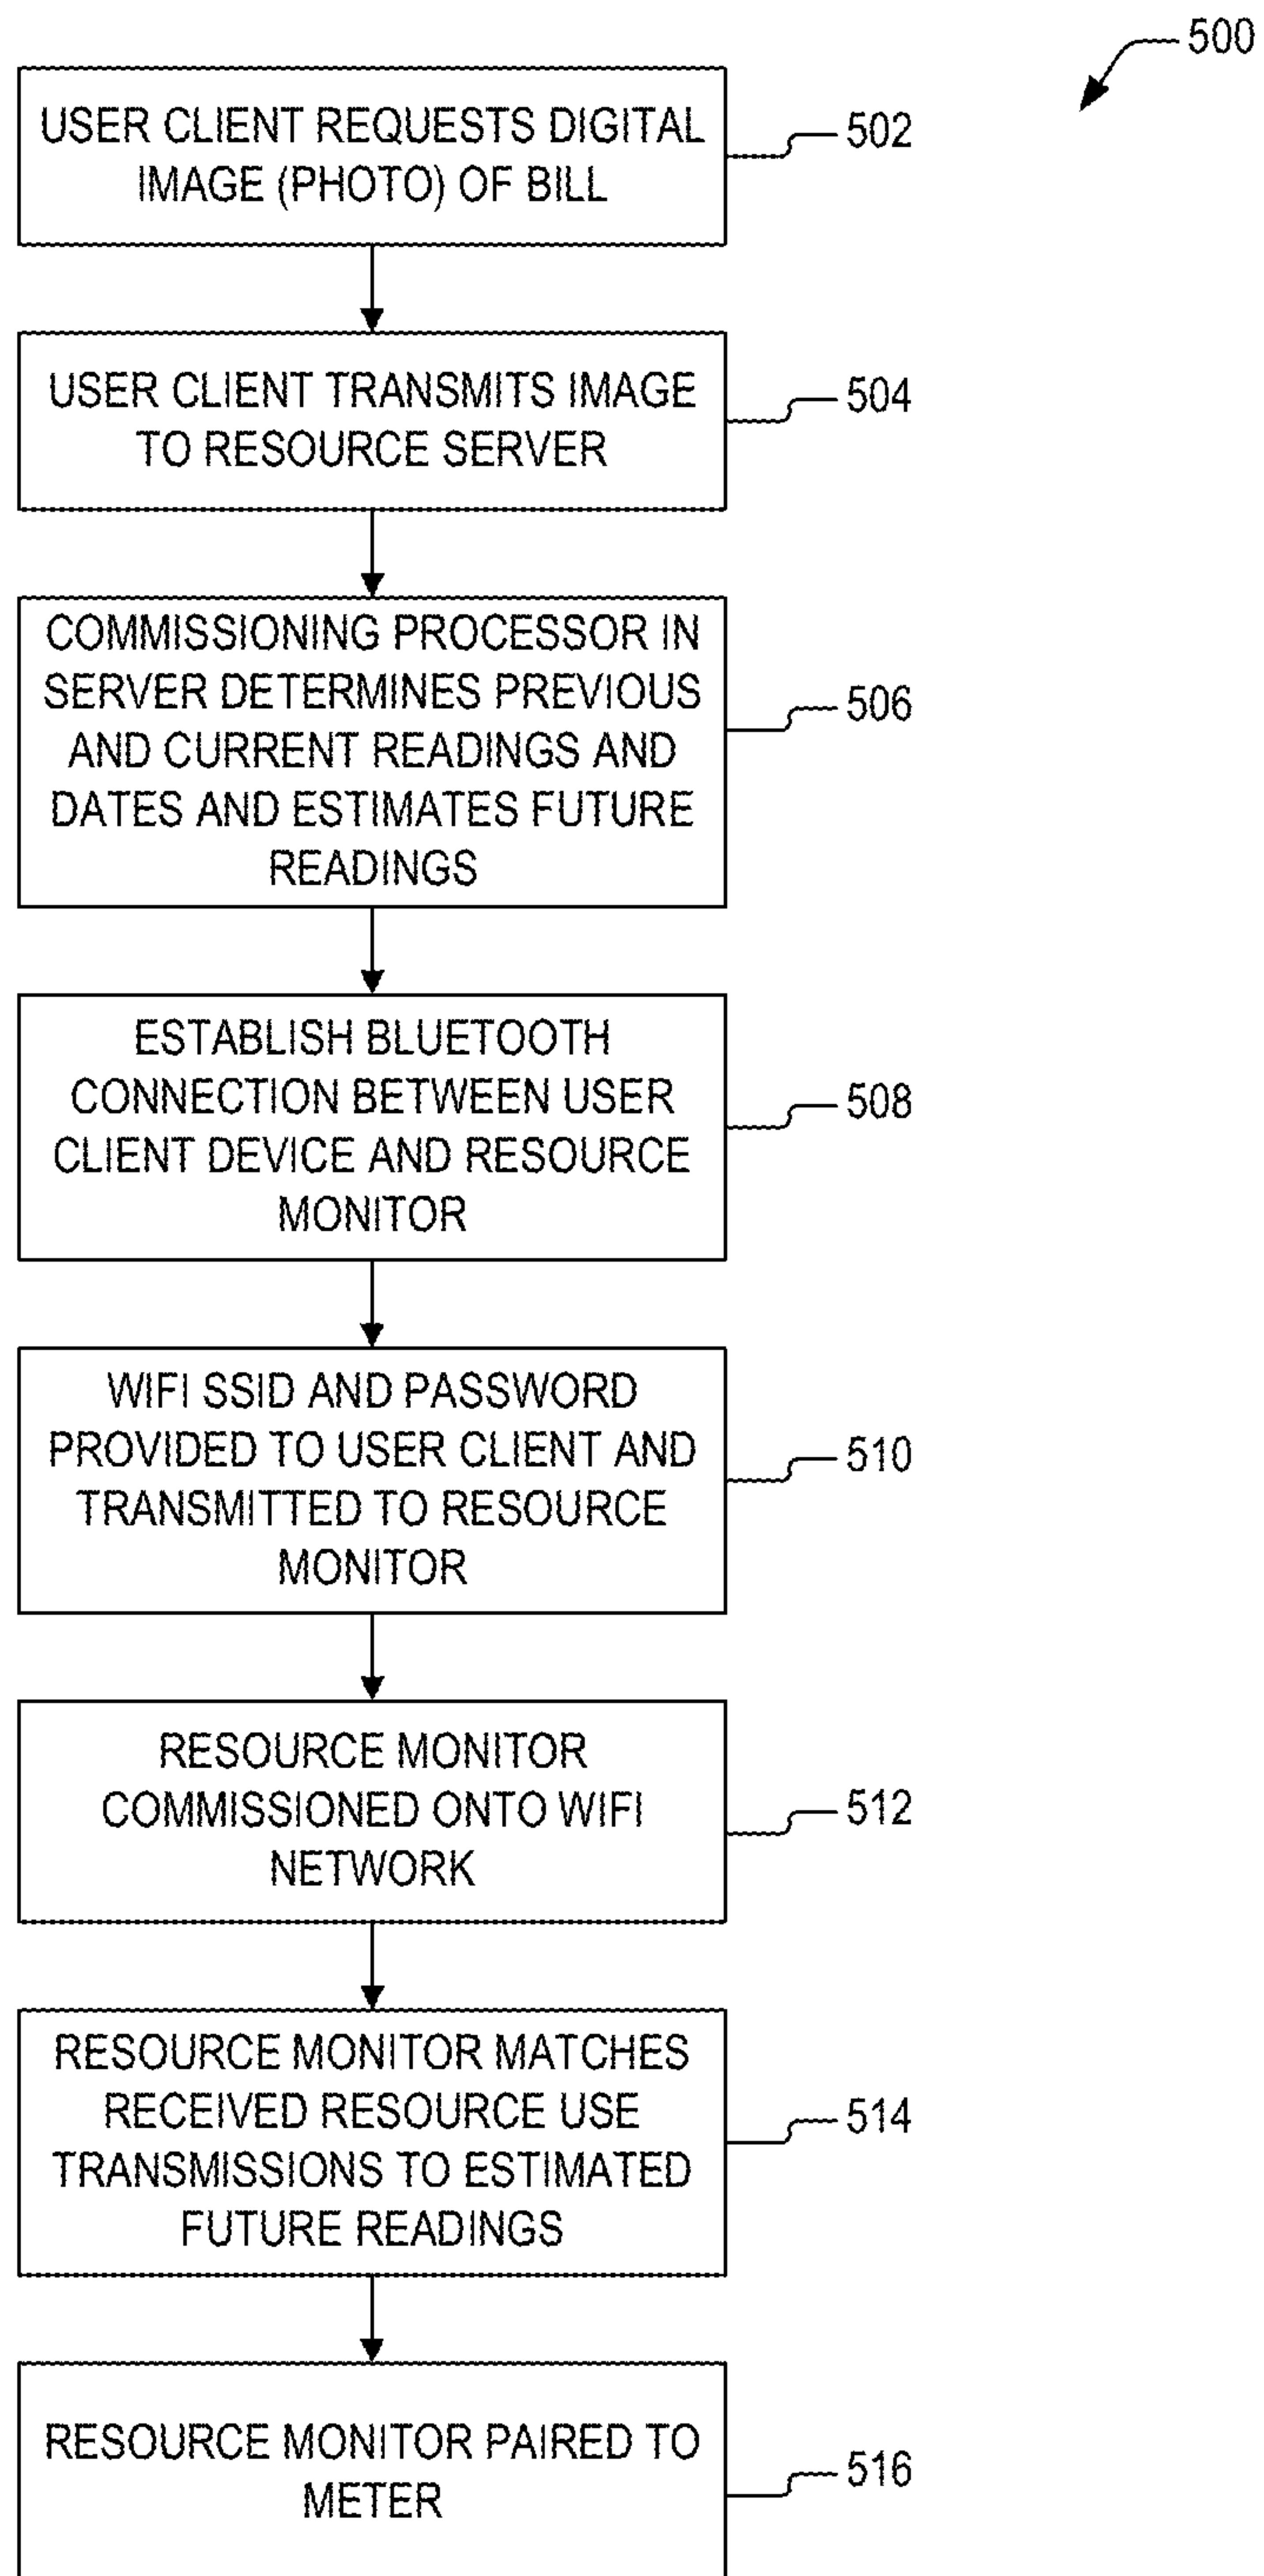 500
USER CLIENT REQUESTS DIGITAL
IMAGE (PHOTO) OF BILL
502
USER CLIENT TRANSMITS IMAGE
TO RESOURCE SERVER
504
COMMISSIONING PROCESSOR IN
SERVER DETERMINES PREVIOUS
AND CURRENT READINGS AND
DATES AND ESTIMATES FUTURE
READINGS
506
ESTABLISH BLUETOOTH
CONNECTION BETWEEN USER
CLIENT DEVICE AND RESOURCE
MONITOR
508
WIFI SSID AND PASSWORD
PROVIDED TO USER CLIENT AND
TRANSMITTED TO RESOURCE
MONITOR
510
RESOURCE MONITOR
COMMISSIONED ONTO WIFI
NETWORK
512
RESOURCE MONITOR MATCHES
RECEIVED RESOURCE USE
TRANSMISSIONS TO ESTIMATED
FUTURE READINGS
514
RESOURCE MONITOR PAIRED TO
METER
516